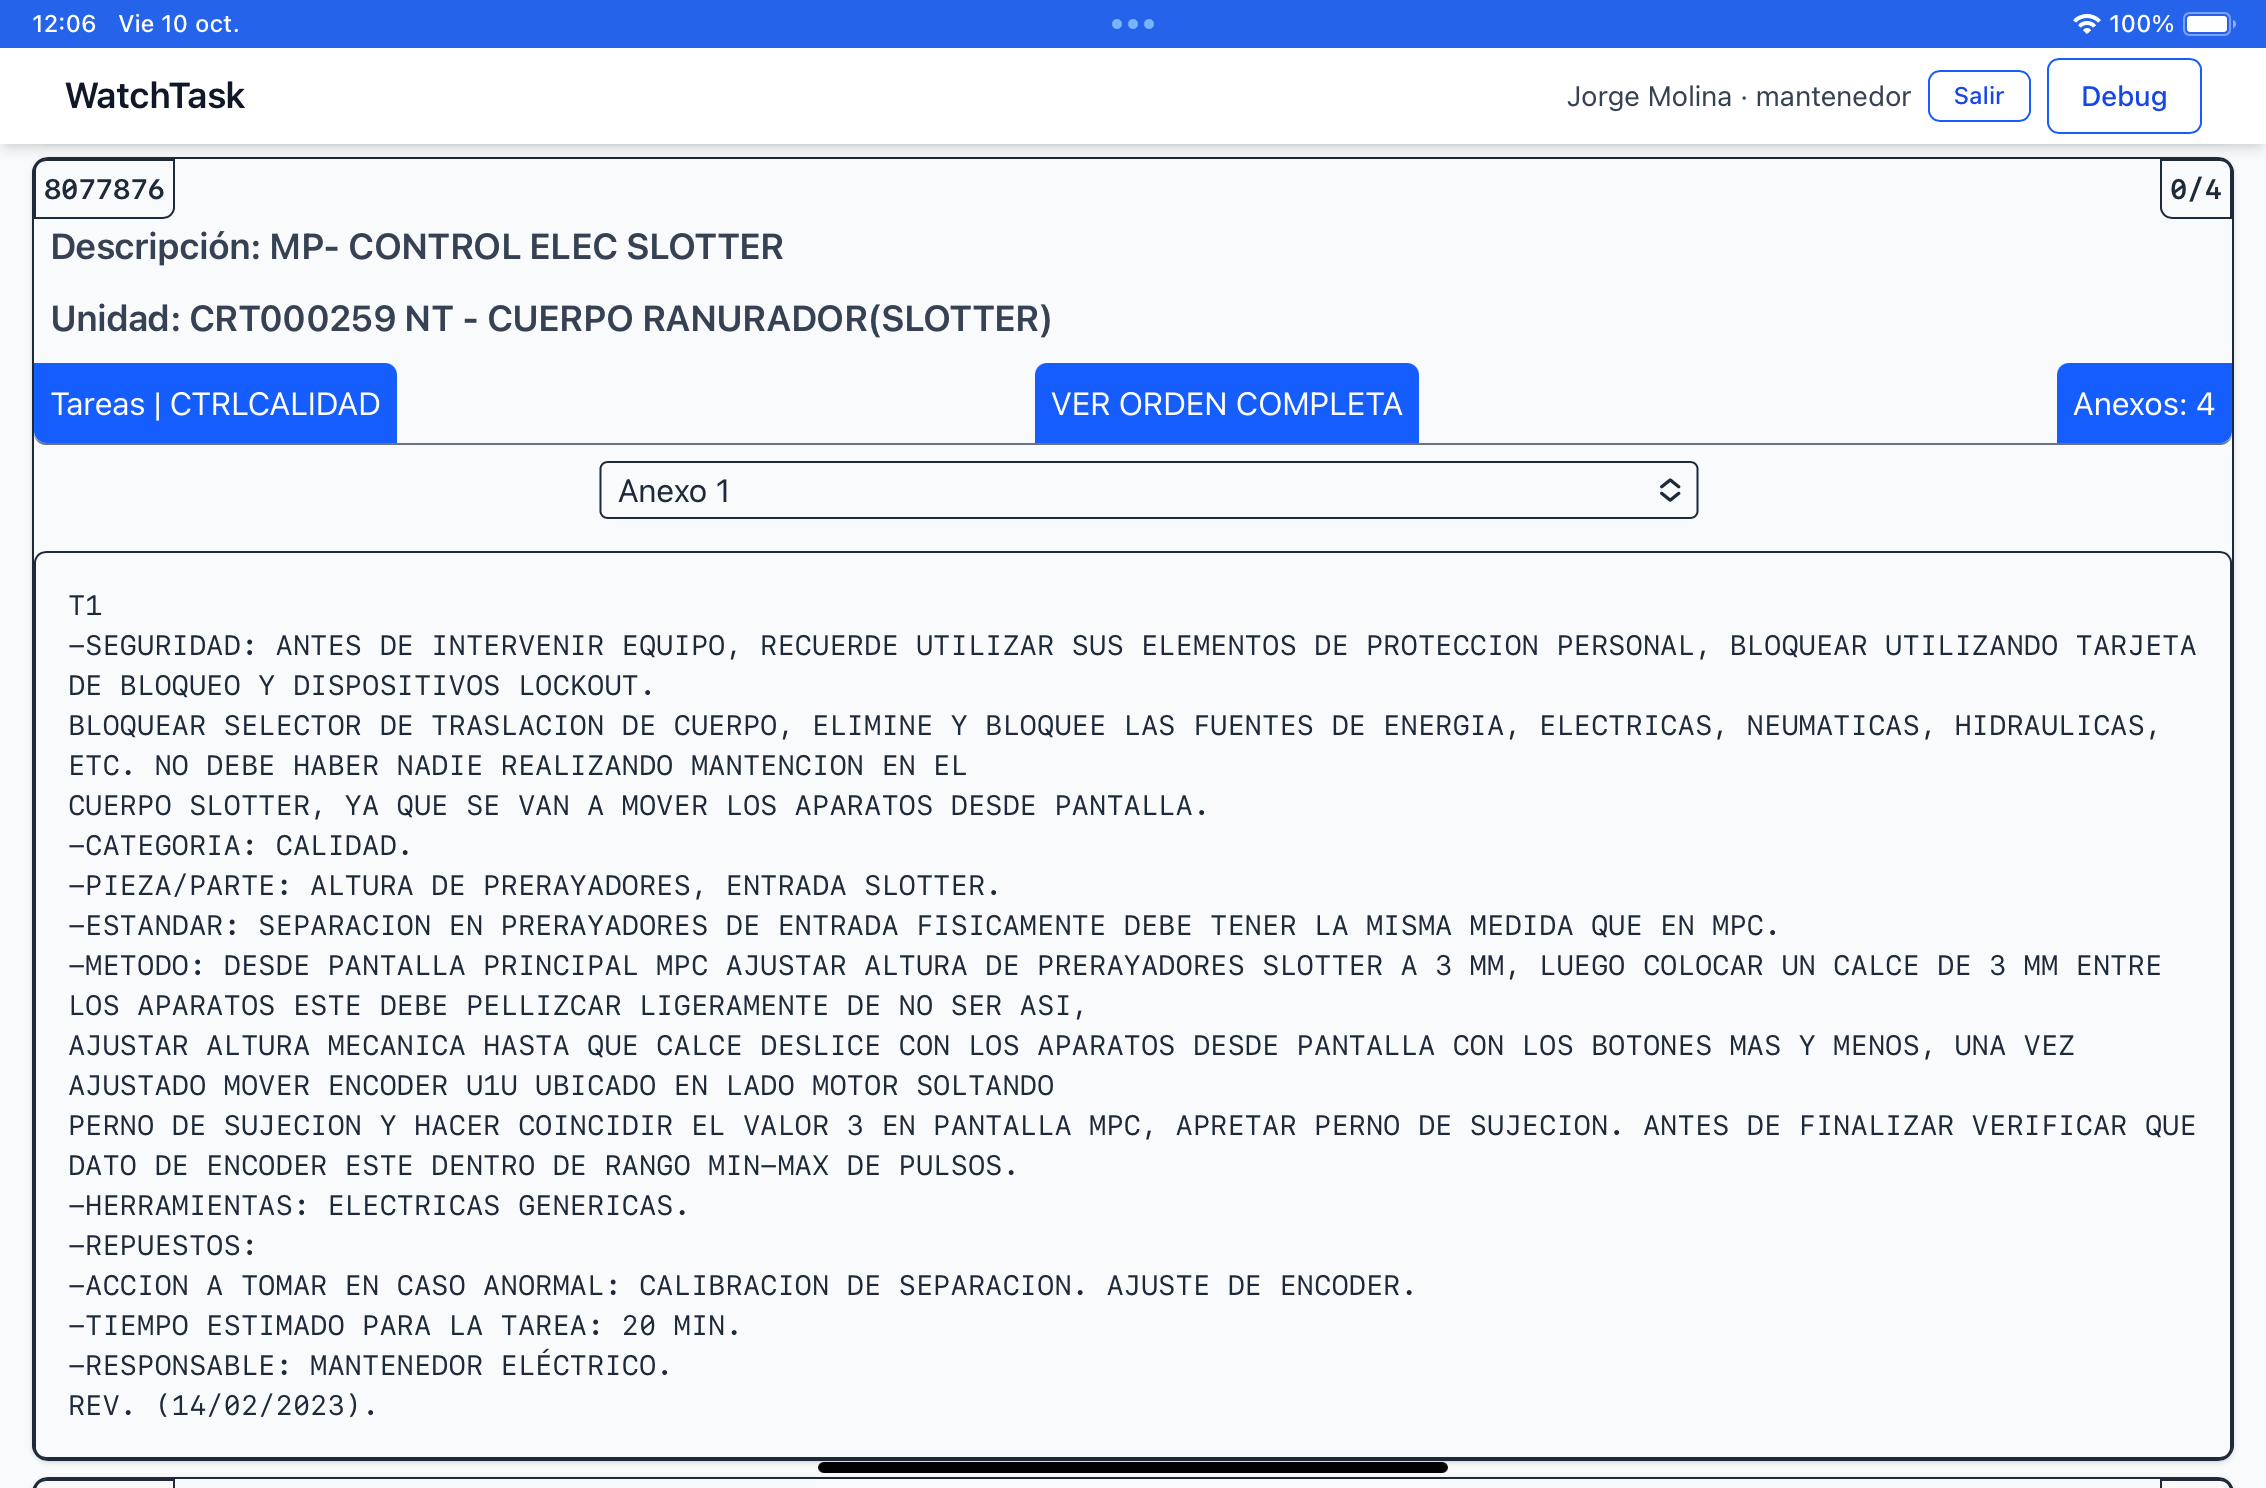 12:06 Vie 10 oct.
100%
WatchTask
Jorge Molina · mantenedor
Salir
Debug
8077876
0/4
Descripción: MP- CONTROL ELEC SLOTTER
Unidad: CRT000259 NT - CUERPO RANURADOR(SLOTTER)
Tareas | CTRLCALIDAD
VER ORDEN COMPLETA
Anexos: 4
Anexo 1
T1
–SEGURIDAD: ANTES DE INTERVENIR EQUIPO, RECUERDE UTILIZAR SUS ELEMENTOS DE PROTECCION PERSONAL, BLOQUEAR UTILIZANDO TARJETA
DE BLOQUEO Y DISPOSITIVOS LOCKOUT.
BLOQUEAR SELECTOR DE TRASLACION DE CUERPO, ELIMINE Y BLOQUEE LAS FUENTES DE ENERGIA, ELECTRICAS, NEUMATICAS, HIDRAULICAS,
ETC. NO DEBE HABER NADIE REALIZANDO MANTENCION EN EL
CUERPO SLOTTER, YA QUE SE VAN A MOVER LOS APARATOS DESDE PANTALLA.
–CATEGORIA: CALIDAD.
–PIEZA/PARTE: ALTURA DE PRERAYADORES, ENTRADA SLOTTER.
–ESTANDAR: SEPARACION EN PRERAYADORES DE ENTRADA FISICAMENTE DEBE TENER LA MISMA MEDIDA QUE EN MPC.
–METODO: DESDE PANTALLA PRINCIPAL MPC AJUSTAR ALTURA DE PRERAYADORES SLOTTER A 3 MM, LUEGO COLOCAR UN CALCE DE 3 MM ENTRE
LOS APARATOS ESTE DEBE PELLIZCAR LIGERAMENTE DE NO SER ASI,
AJUSTAR ALTURA MECANICA HASTA QUE CALCE DESLICE CON LOS APARATOS DESDE PANTALLA CON LOS BOTONES MAS Y MENOS, UNA VEZ
AJUSTADO MOVER ENCODER U1U UBICADO EN LADO MOTOR SOLTANDO
PERNO DE SUJECION Y HACER COINCIDIR EL VALOR 3 EN PANTALLA MPC, APRETAR PERNO DE SUJECION. ANTES DE FINALIZAR VERIFICAR QUE
DATO DE ENCODER ESTE DENTRO DE RANGO MIN–MAX DE PULSOS.
–HERRAMIENTAS: ELECTRICAS GENERICAS.
–REPUESTOS:
–ACCION A TOMAR EN CASO ANORMAL: CALIBRACION DE SEPARACION. AJUSTE DE ENCODER.
–TIEMPO ESTIMADO PARA LA TAREA: 20 MIN.
–RESPONSABLE: MANTENEDOR ELÉCTRICO.
REV. (14/02/2023).